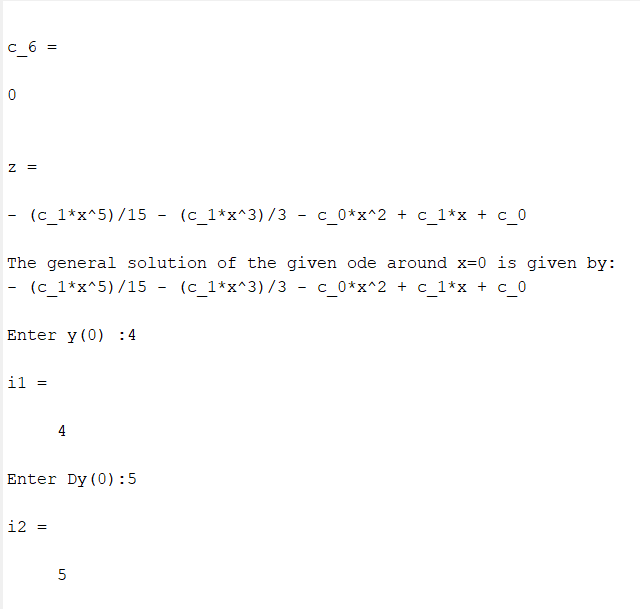 c_6 =
0
z =
- (c_1*x^5)/15 - (c_1*x^3)/3 - c_0*x^2 + c_1*x + c_0
The general solution of the given ode around x=0 is given by:
- (c_1*x^5)/15 - (c_1*x^3)/3 - c_0*x^2 + c_1*x + c_0
Enter y(0) :4
i1 =
4
Enter Dy(0):5
i2 =
5